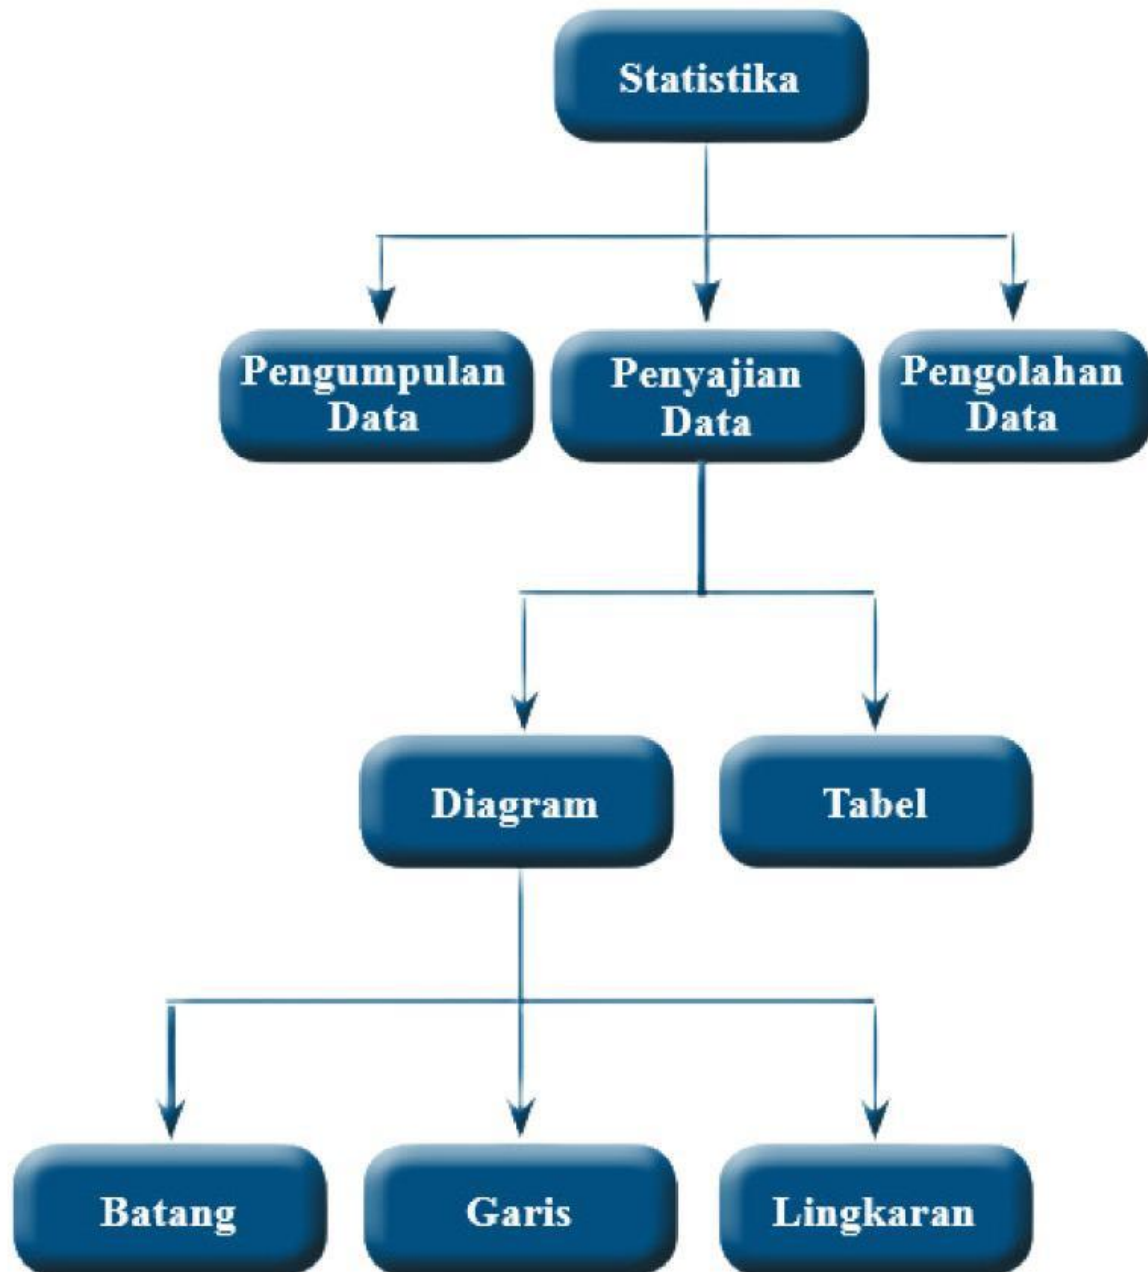 Statistika
Pengumpulan
Data
Penyajian
Data
Pengolahan
Data
Diagram
Tabel
Batang
Garis
Lingkaran